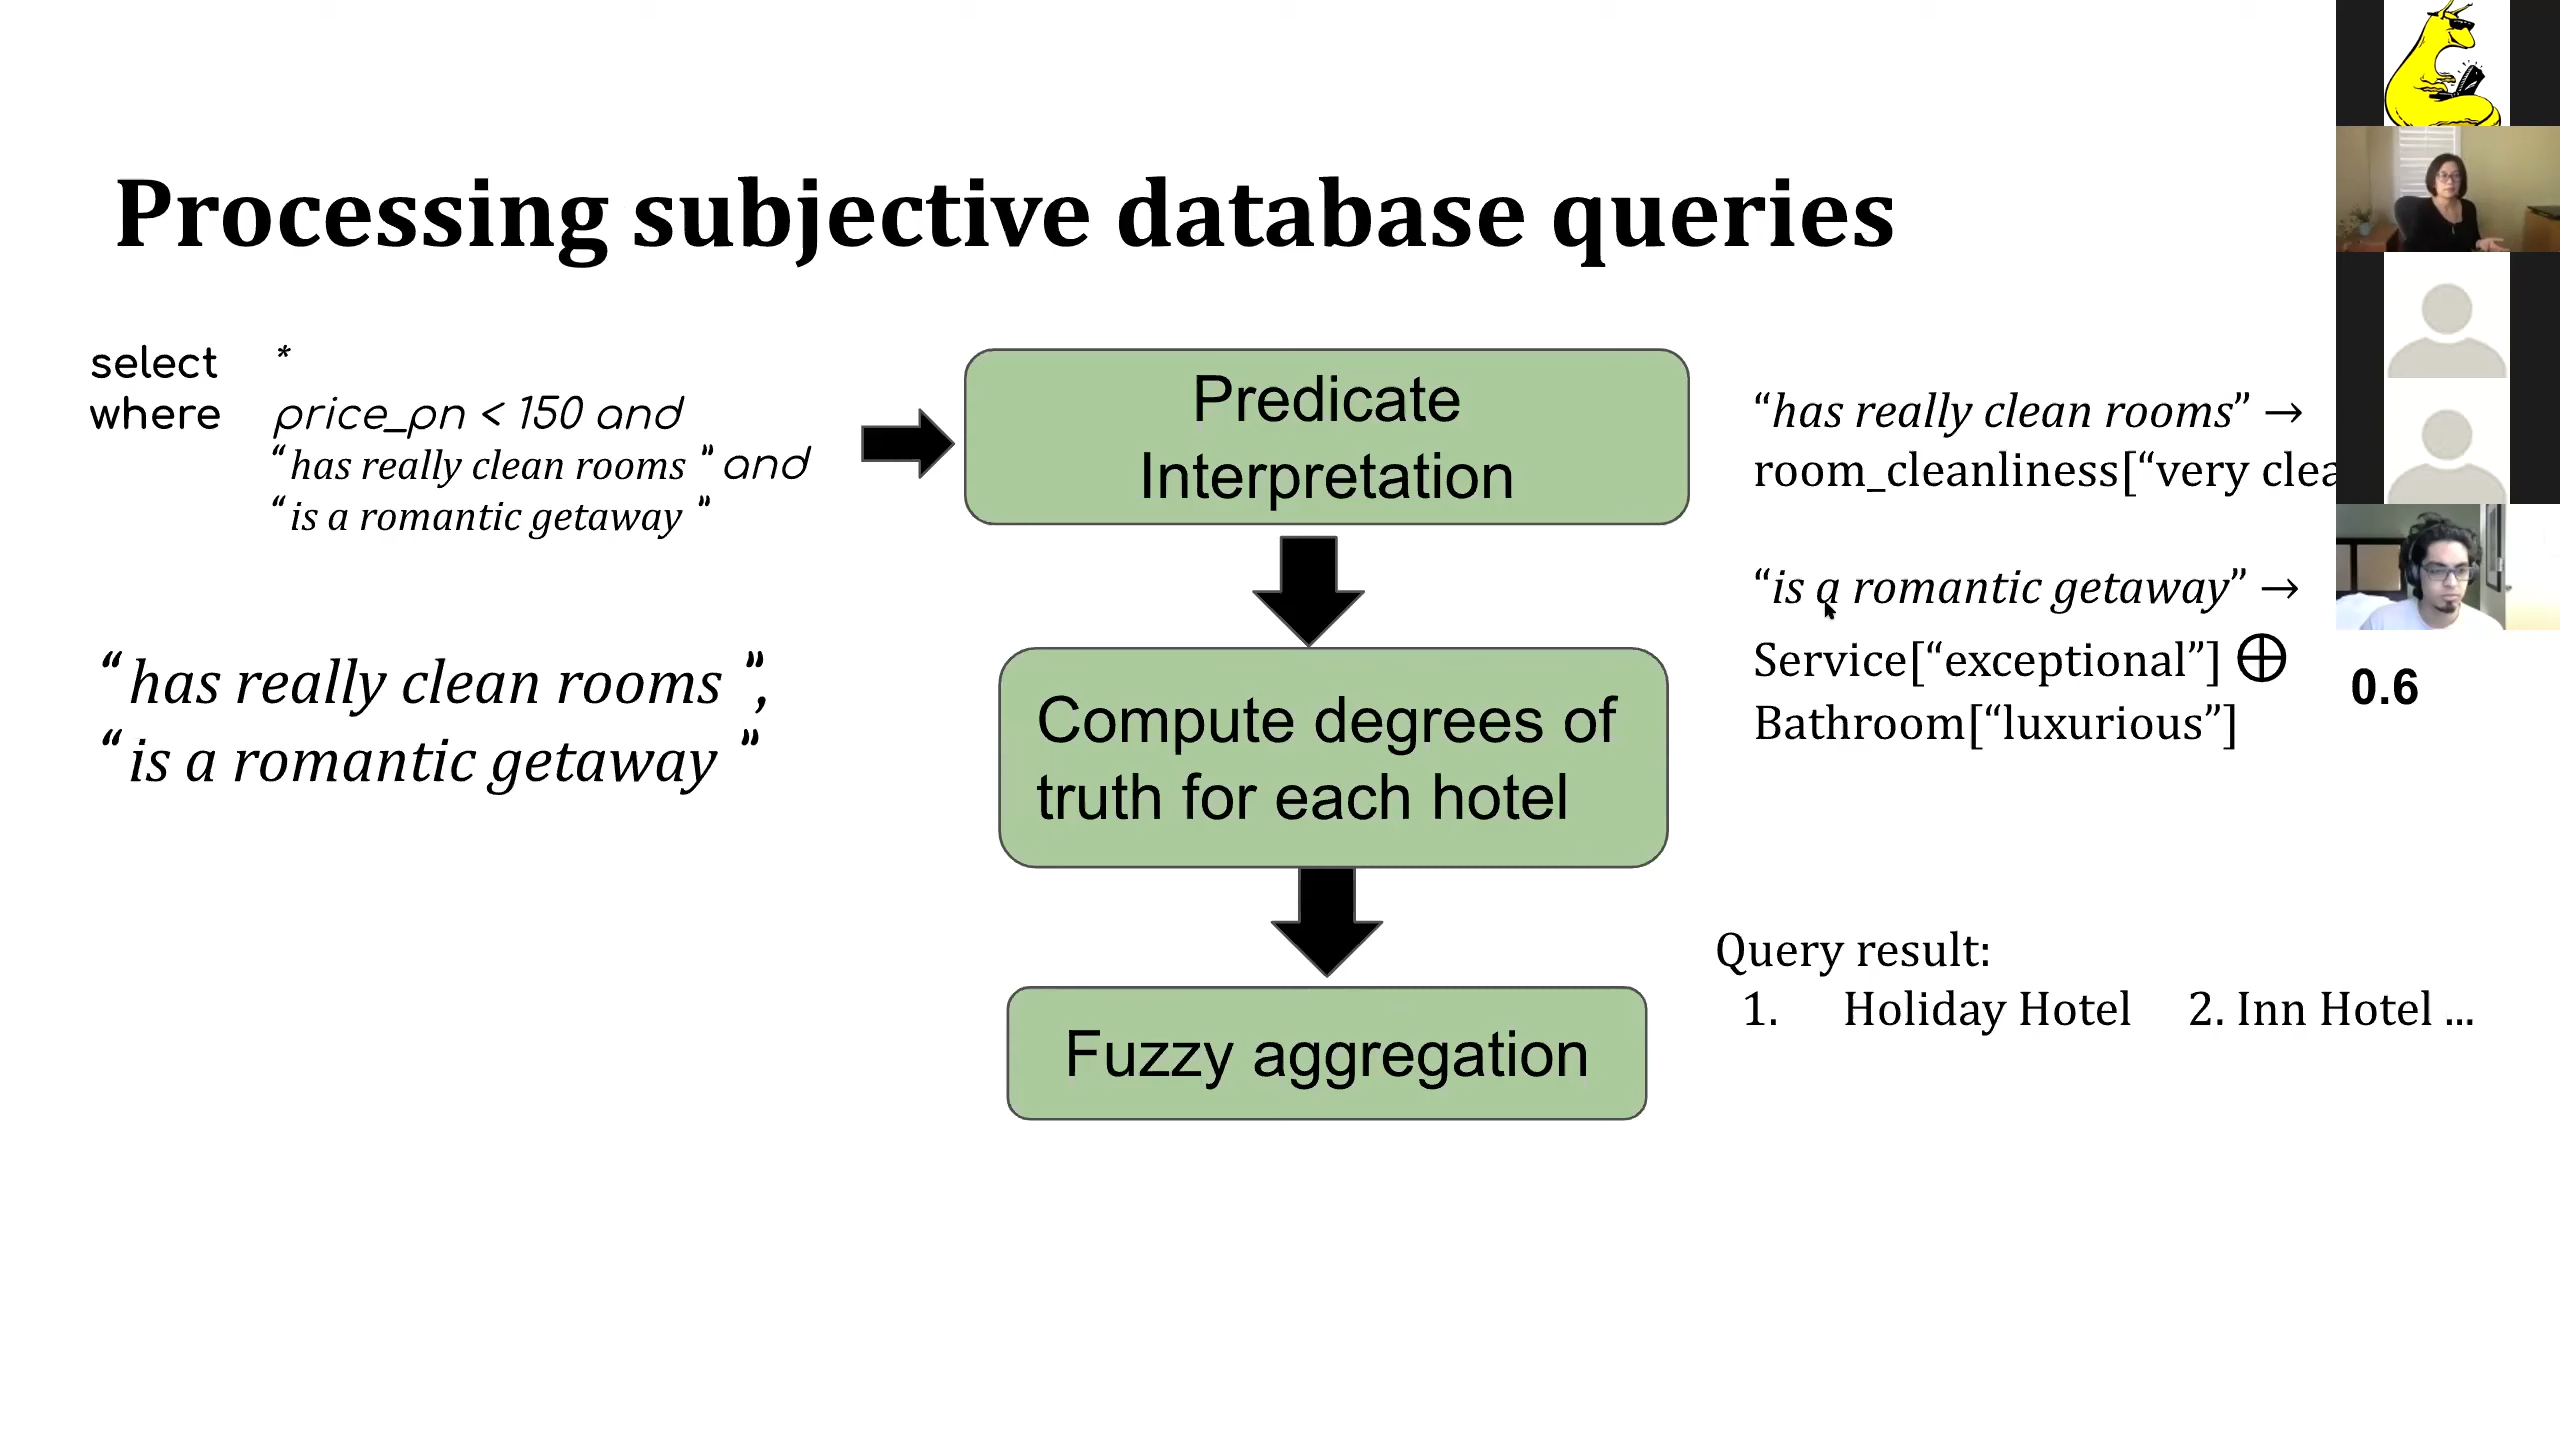 Processing subjective database queries
select *
where price_pn < 150 and
“has really clean rooms” and
“is a romantic getaway”
“has really clean rooms”,
“is a romantic getaway”
Predicate
Interpretation
Compute degrees of
truth for each hotel
Fuzzy aggregation
“has really clean rooms” →
room_cleanliness[“very clea
“is a romantic getaway” →
Service[“exceptional”] ⊕
Bathroom[“luxurious”]
0.6
Query result:
1. Holiday Hotel 2. Inn Hotel ...